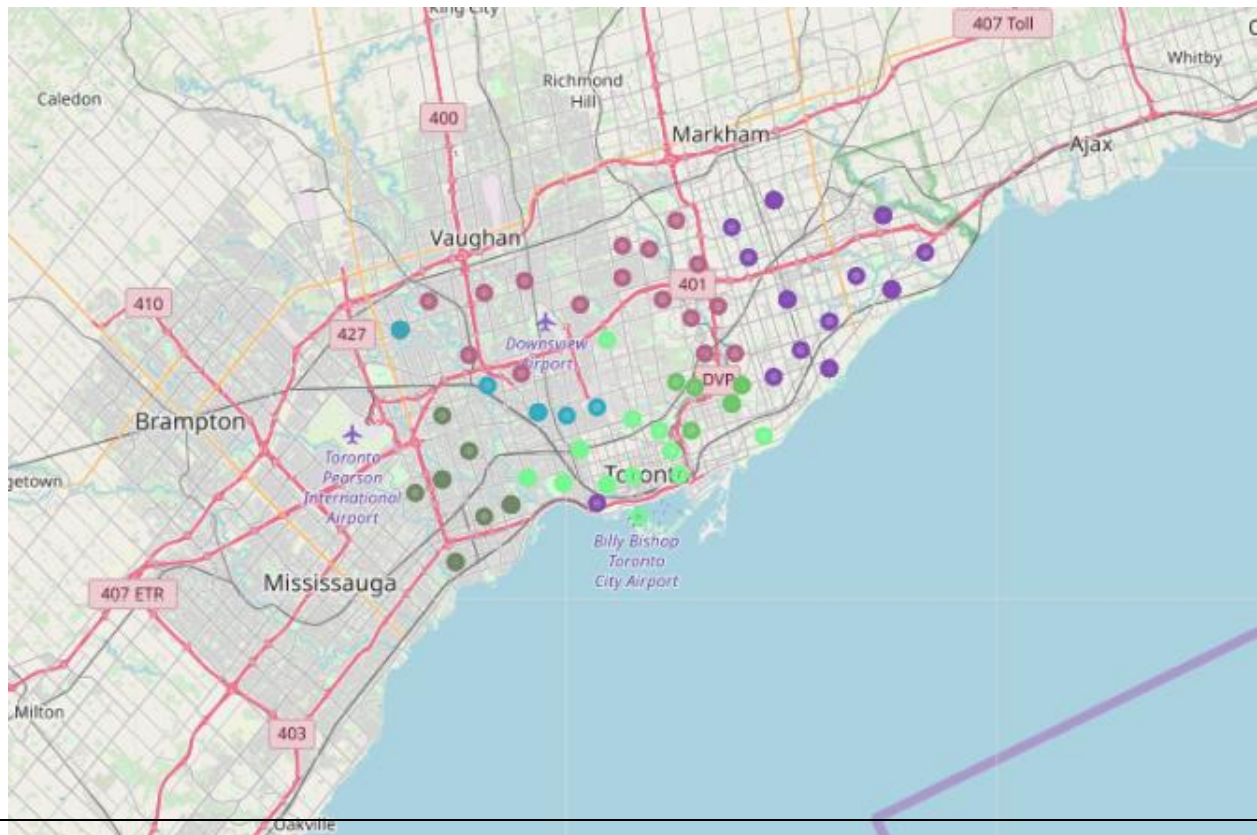 King City
407 Toll
Whitby
Caledon
Richmond
Hill
400
Markham
Ajax
Vaughan
401
410
427
Downsview
Airport
DVP
Brampton
Toronto
Pearson
International
Airport
Toronto
getown
Billy Bishop
Toronto
City Airport
Mississauga
407 ETR
Milton
403
Oakville